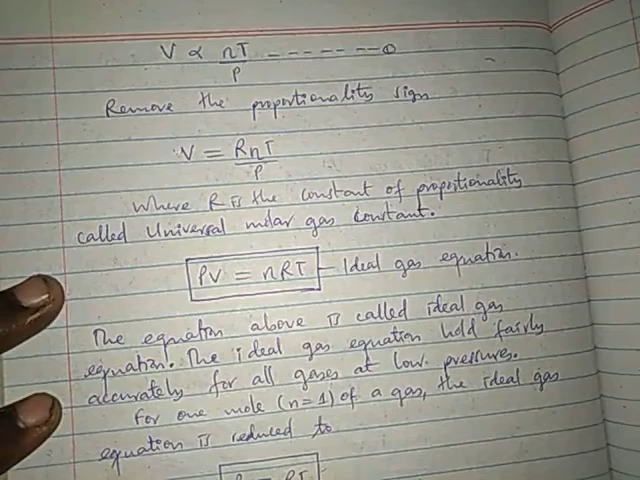 V ∝ nT/P ------- ①
Remove the proportionality sign
V = RnT/P
Where R is the constant of proportionality
called Universal molar gas constant.
PV = nRT - Ideal gas equation.
The equation above is called ideal gas
equation. The ideal gas equation hold fairly
accurately for all gases at low pressures.
For one mole (n=1) of a gas, the ideal gas
equation is reduced to
= RT